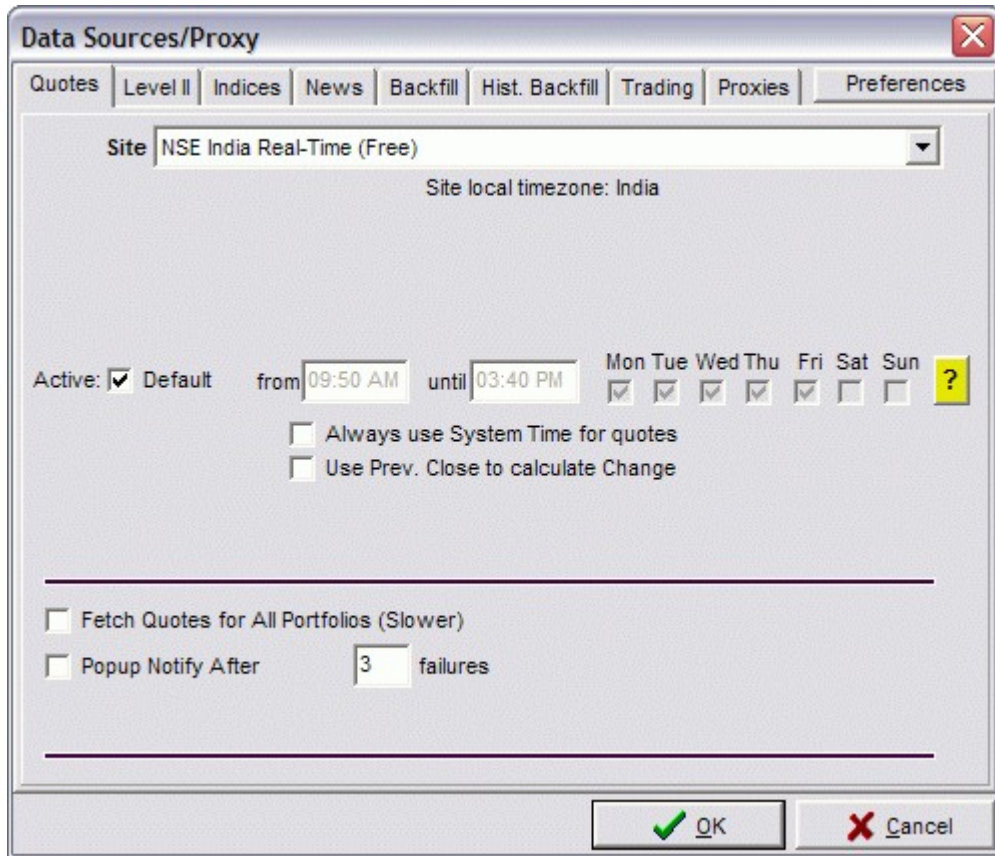 Data Sources/Proxy
Quotes Level II Indices News Backfill Hist. Backfill Trading Proxies Preferences
Site NSE India Real-Time (Free)
Site local timezone: India
Mon Tue Wed Thu Fri Sat Sun
Active: Default from 09:50 AM until 03:40 PM ?
Always use System Time for quotes
Use Prev. Close to calculate Change
Fetch Quotes for All Portfolios (Slower)
Popup Notify After 3 failures
OK Cancel